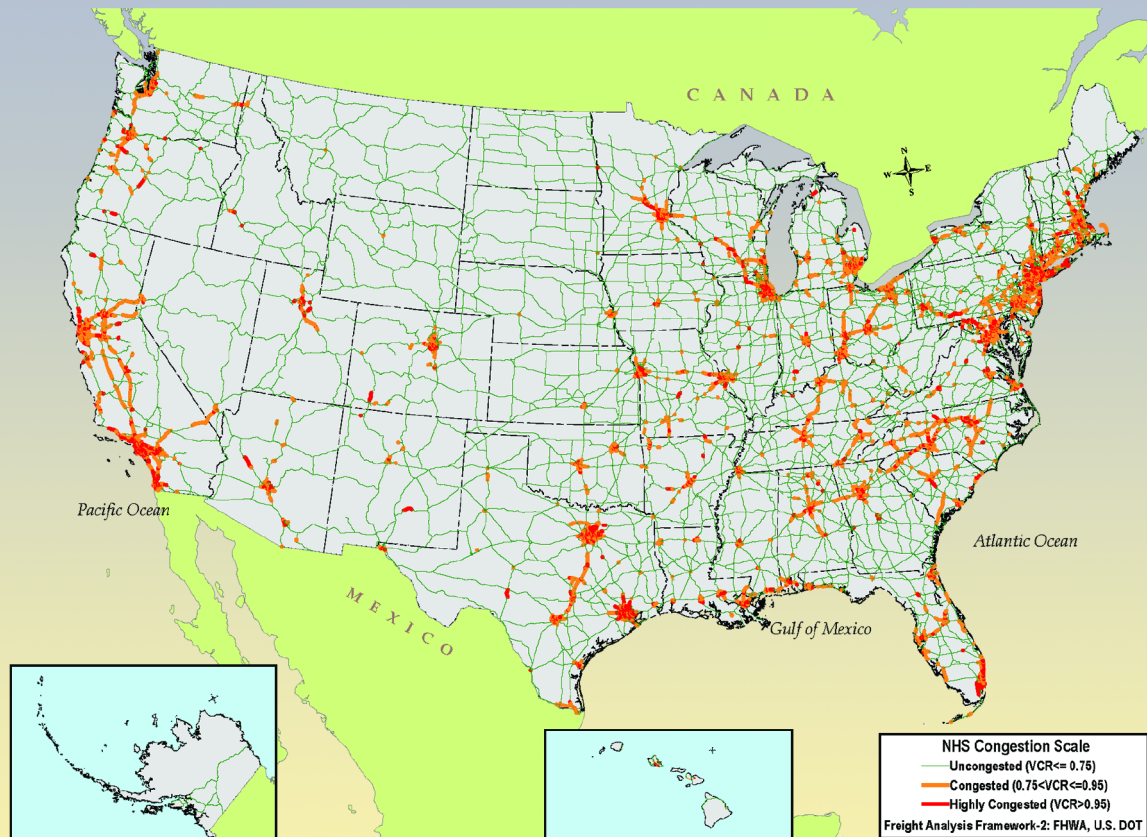 CANADA
N
W E
S
Pacific Ocean
Atlantic Ocean
MEXICO
Gulf of Mexico
NHS Congestion Scale
Uncongested (VCR<= 0.75)
Congested (0.75<VCR<=0.95)
Highly Congested (VCR>0.95)
Freight Analysis Framework-2: FHWA, U.S. DOT